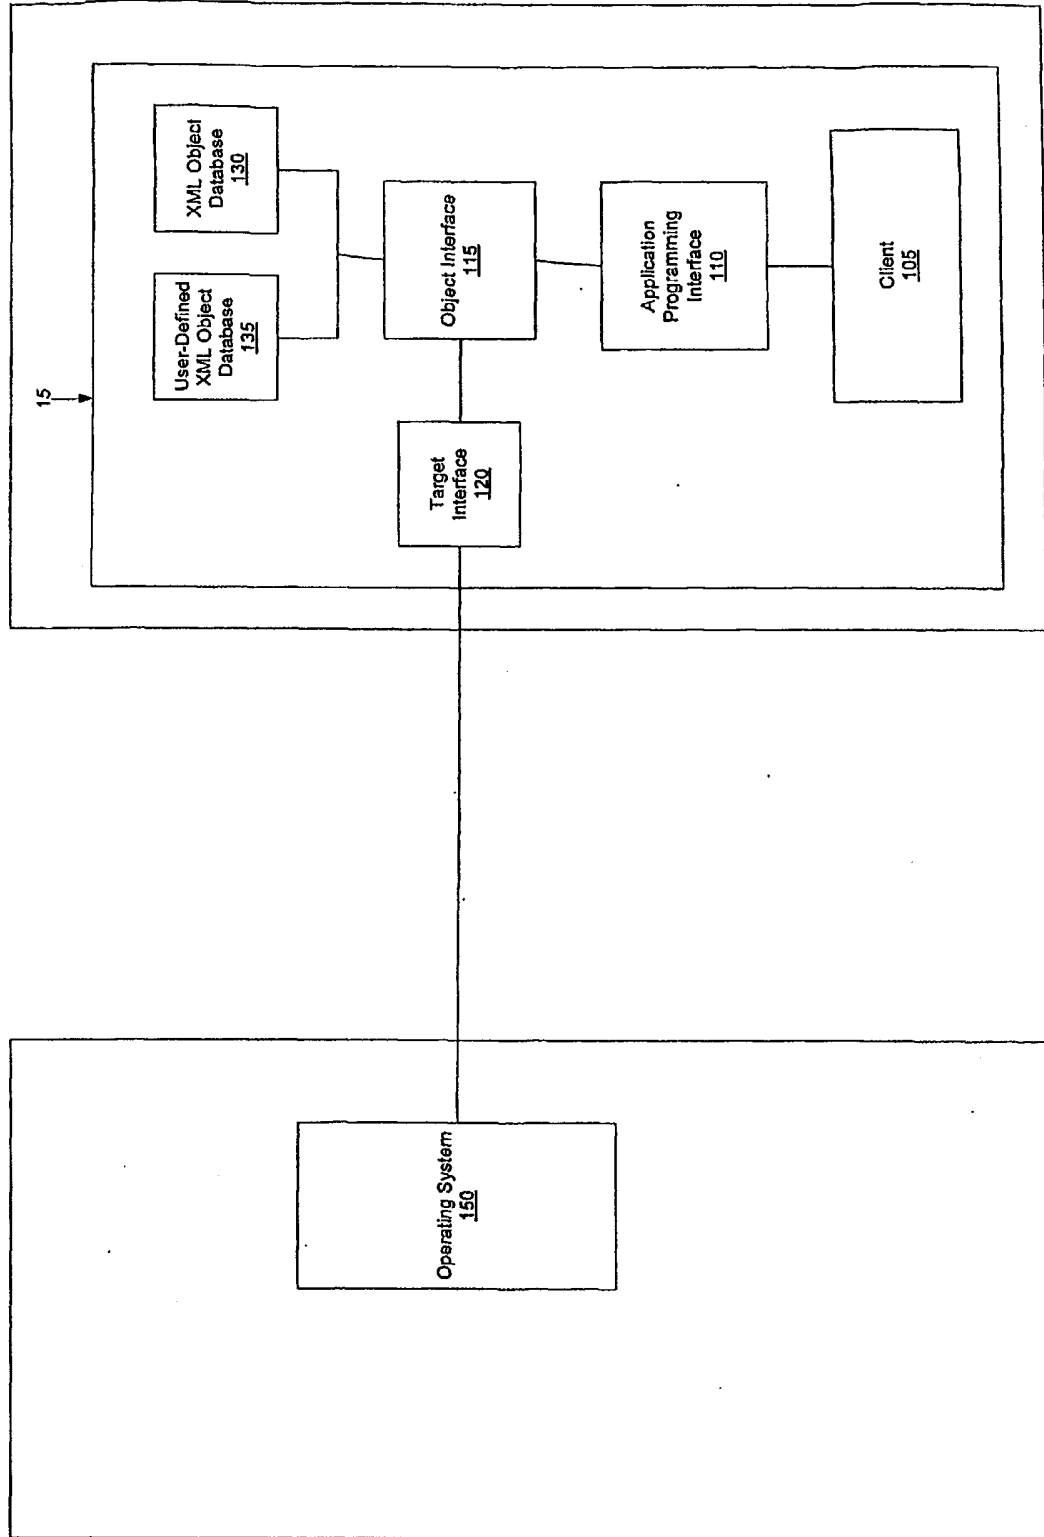 15
User-Defined
XML Object
Database
135
XML Object
Database
130
Target
Interface
120
Object Interface
115
Application
Programming
Interface
110
Client
105
Operating System
150